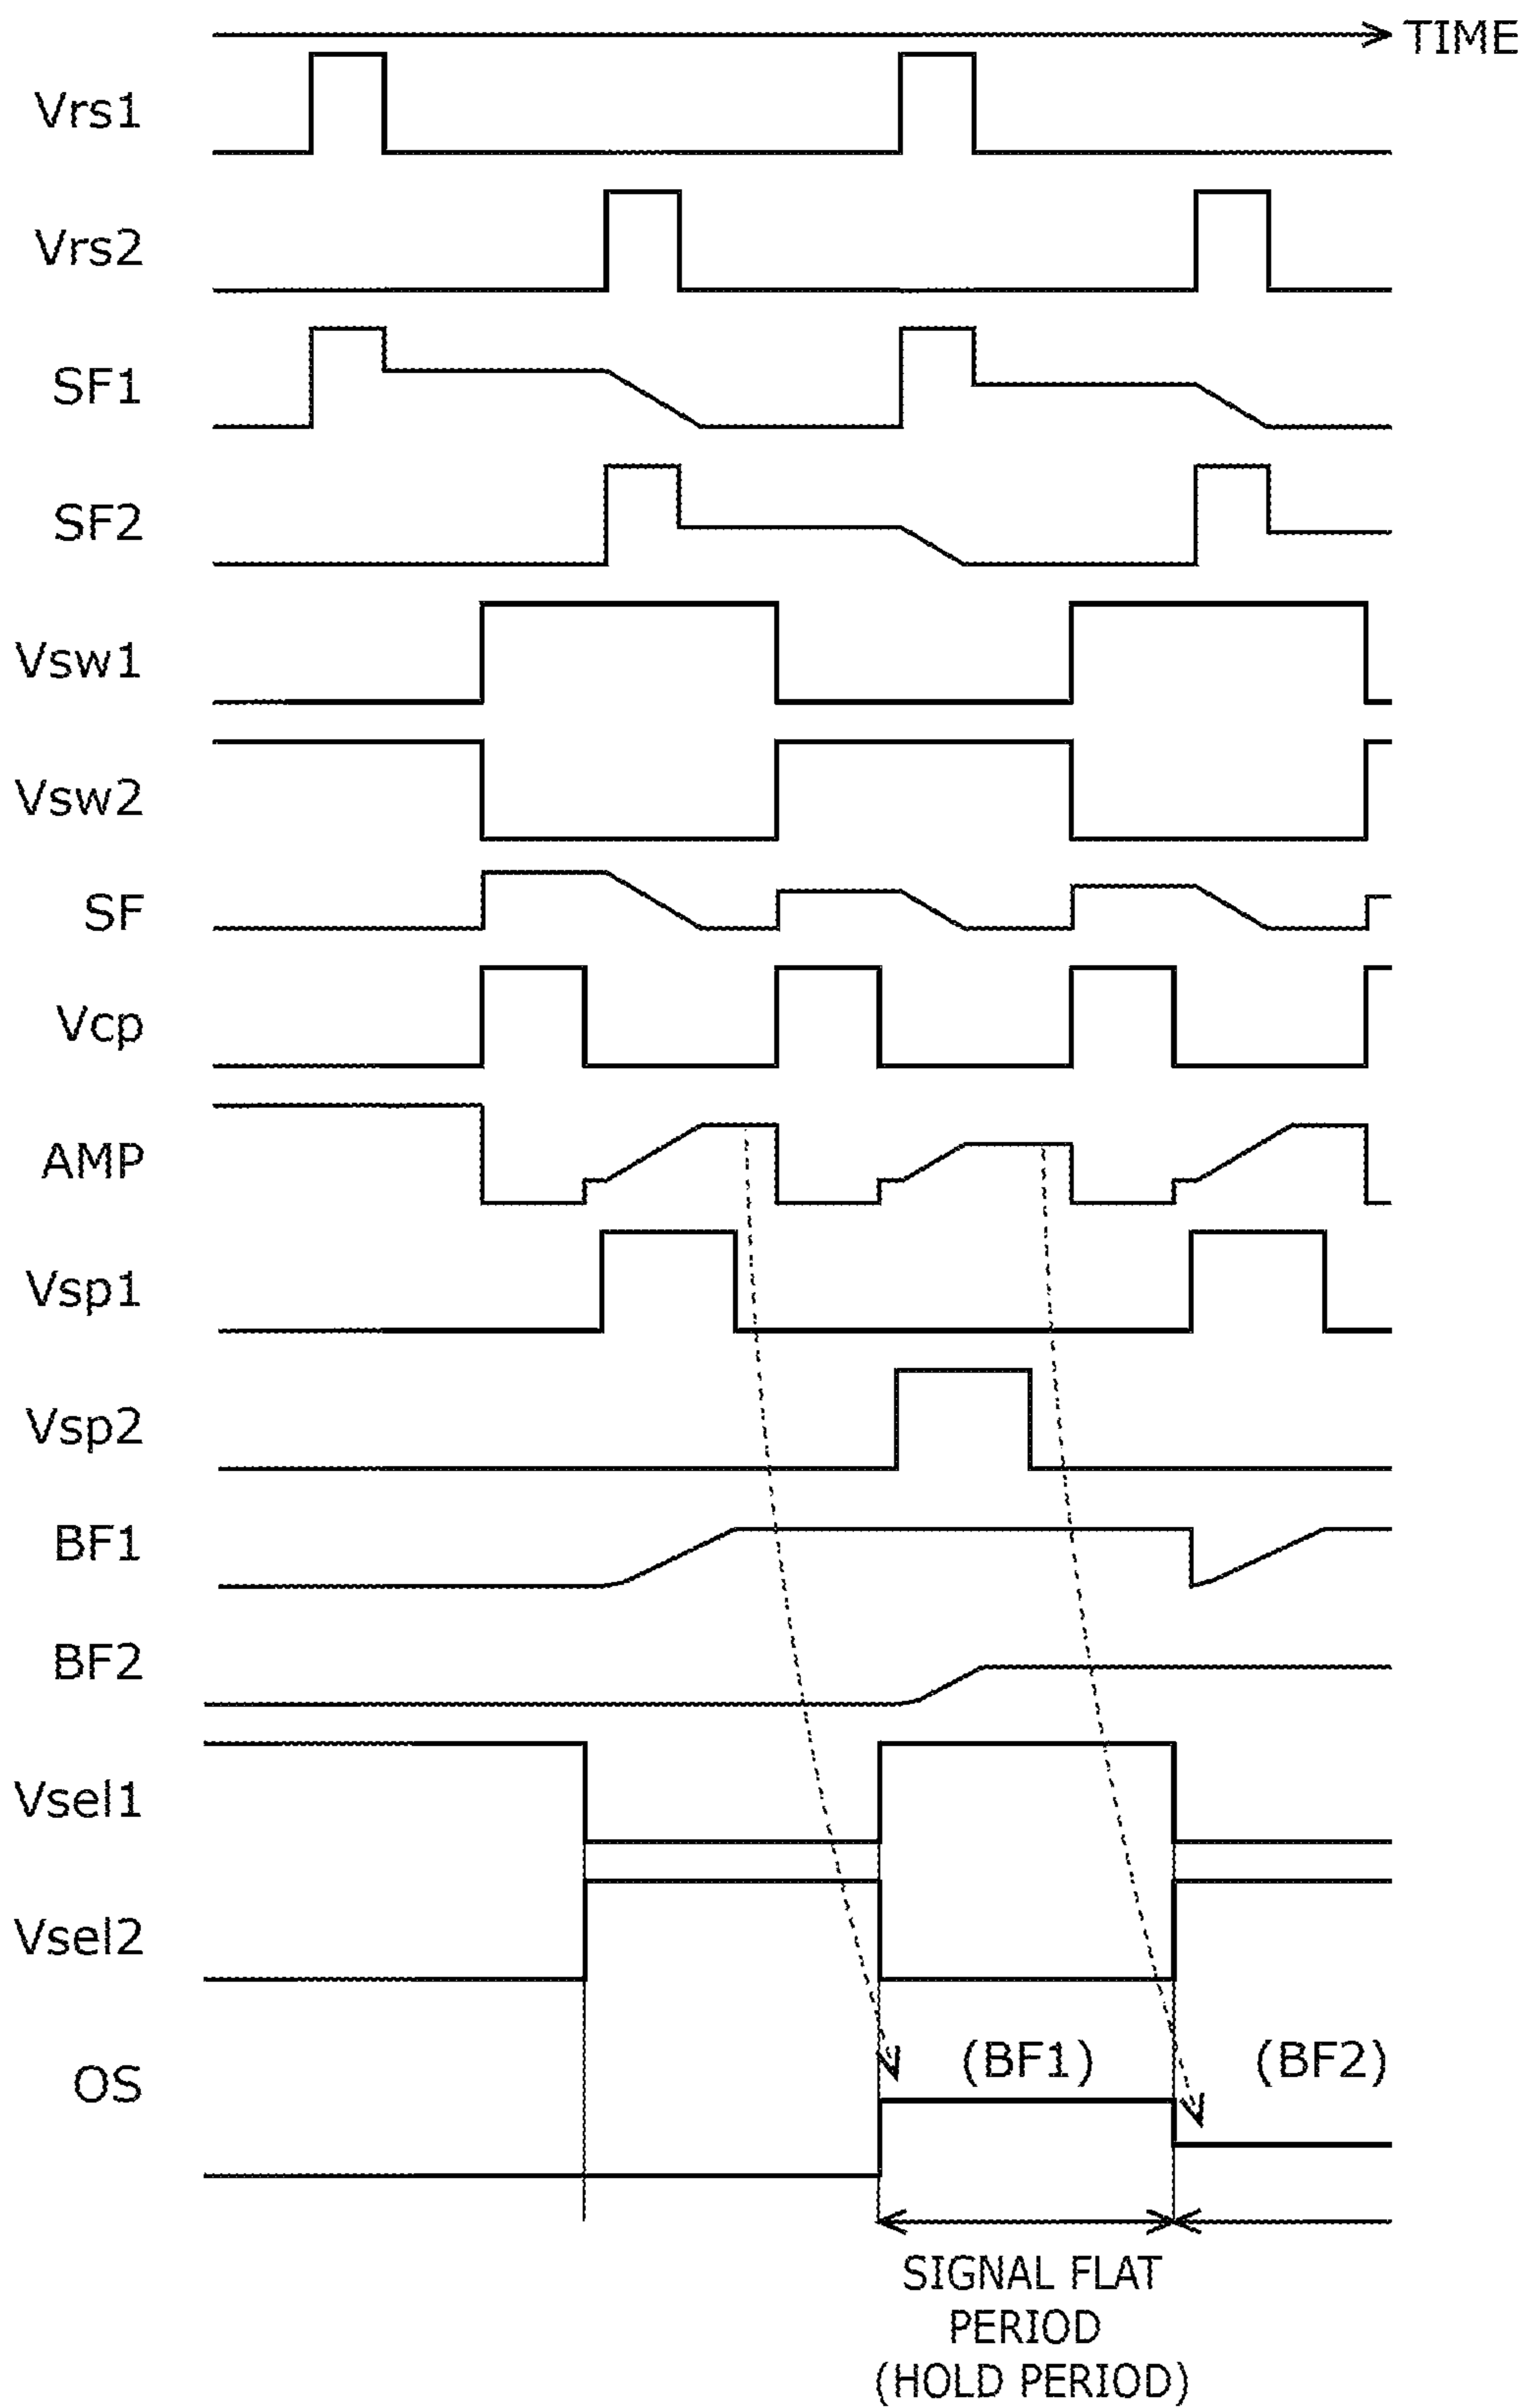 TIME
Vrs1
Vrs2
SF1
SF2
Vsw1
Vsw2
SF
Vcp
AMP
Vsp1
Vsp2
BF1
BF2
Vsel1
Vsel2
(BF1)
(BF2)
OS
SIGNAL FLAT
PERIOD
(HOLD PERIOD)